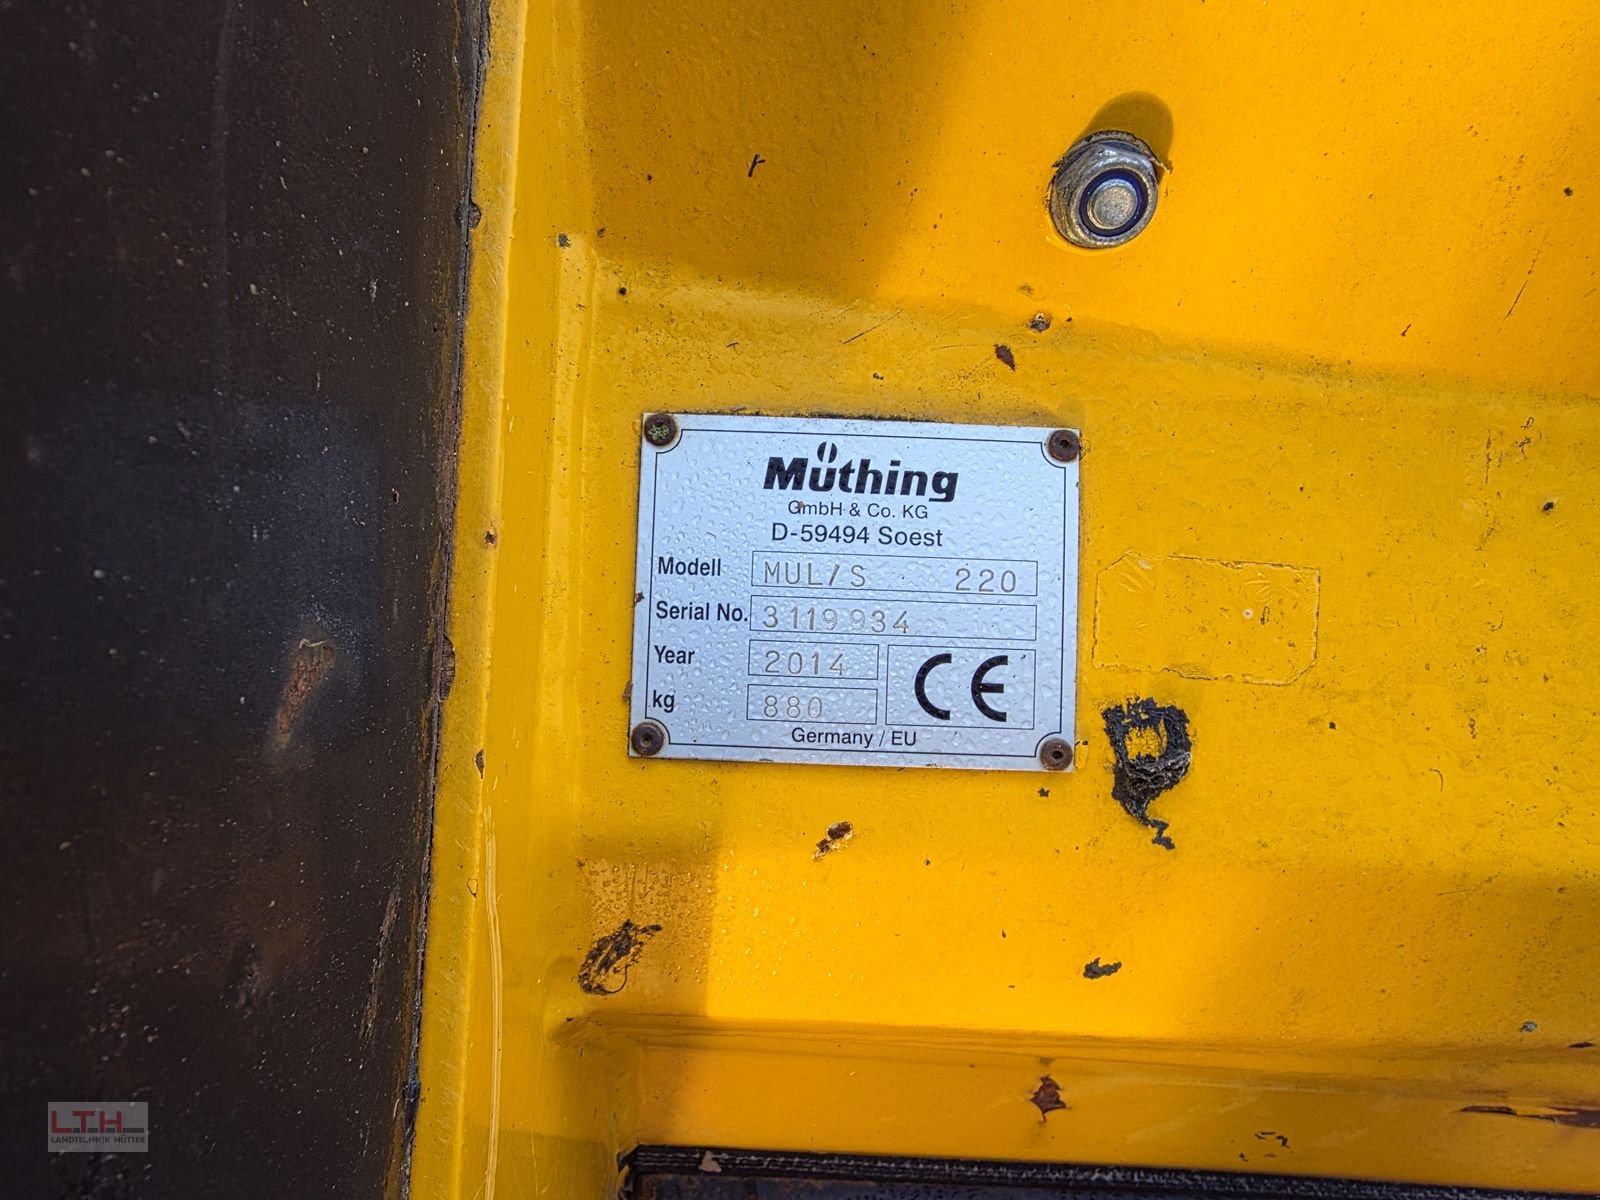 Müthing
GmbH & Co. KG
D-59494 Soest
Modell MUL/S 220
Serial No. 3119934
Year 2014
kg 880
CE
Germany / EU
LTH
LANDTECHNIK HÜTTER